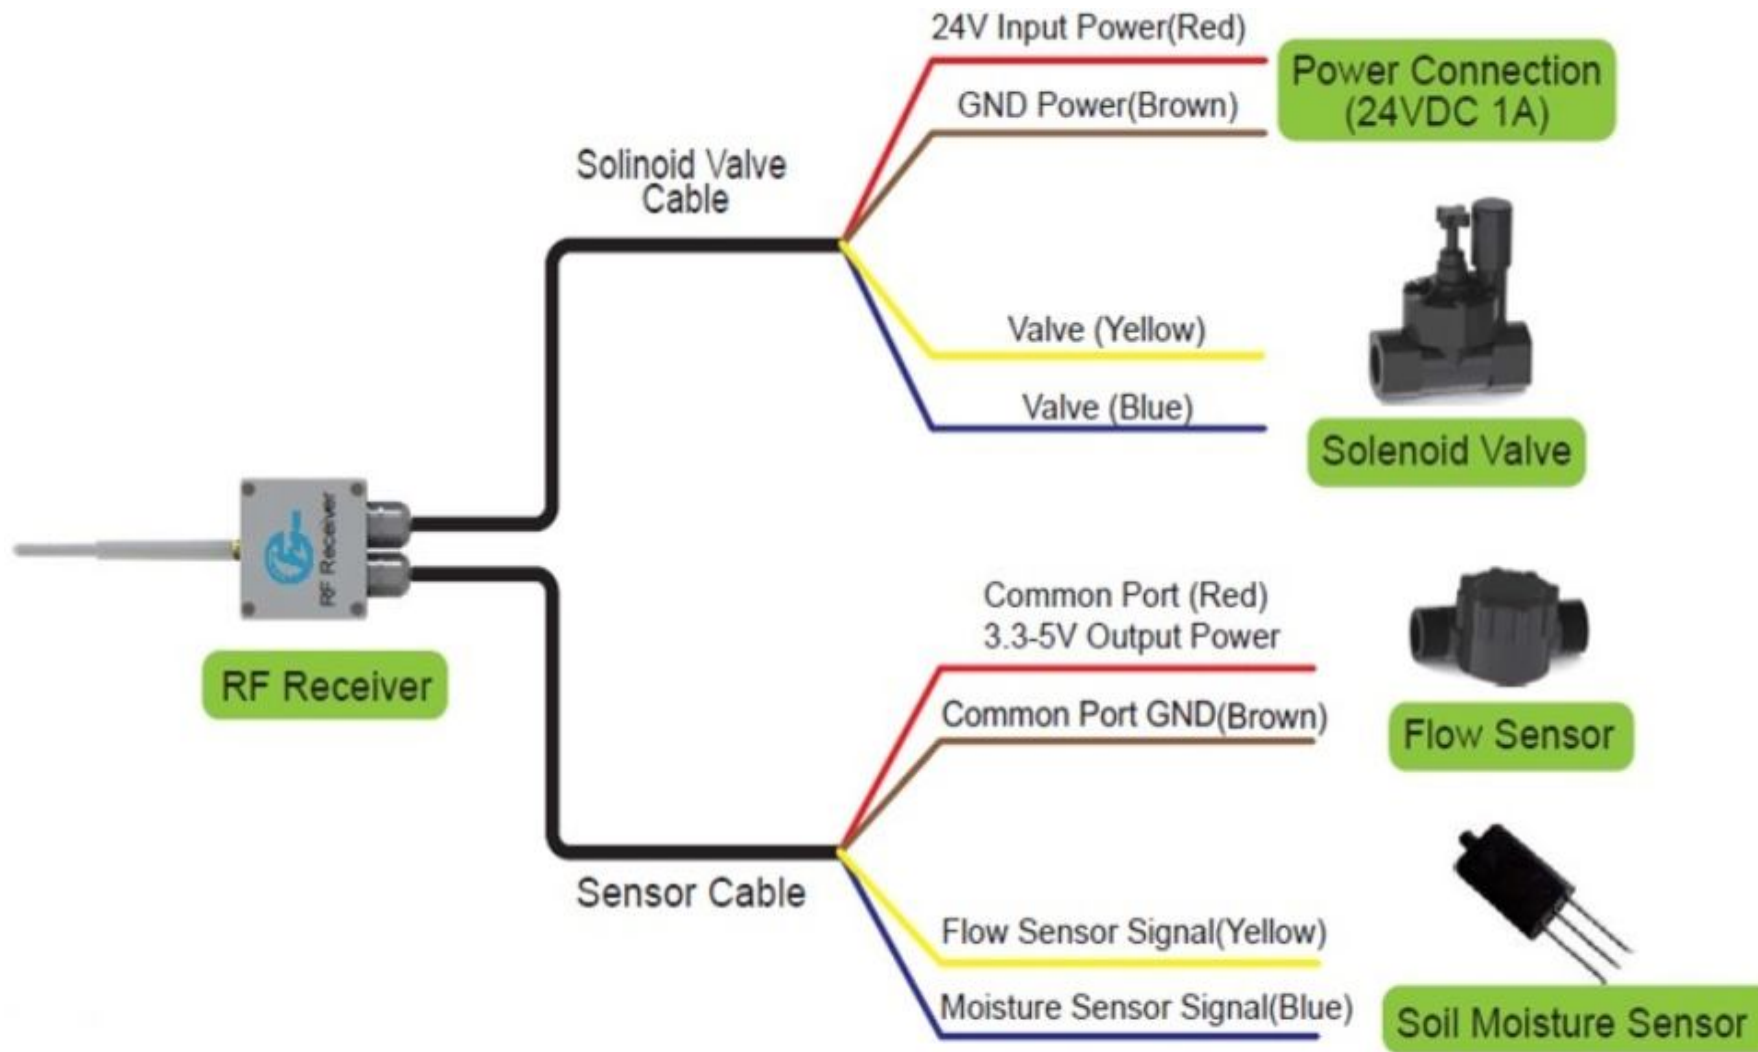 24V Input Power(Red)
GND Power(Brown)
Power Connection
(24VDC 1A)
Solinoid Valve
Cable
Valve (Yellow)
Valve (Blue)
Solenoid Valve
RF Receiver
RF Receiver
Common Port (Red)
3.3-5V Output Power
Common Port GND(Brown)
Flow Sensor
Sensor Cable
Flow Sensor Signal(Yellow)
Moisture Sensor Signal(Blue)
Soil Moisture Sensor